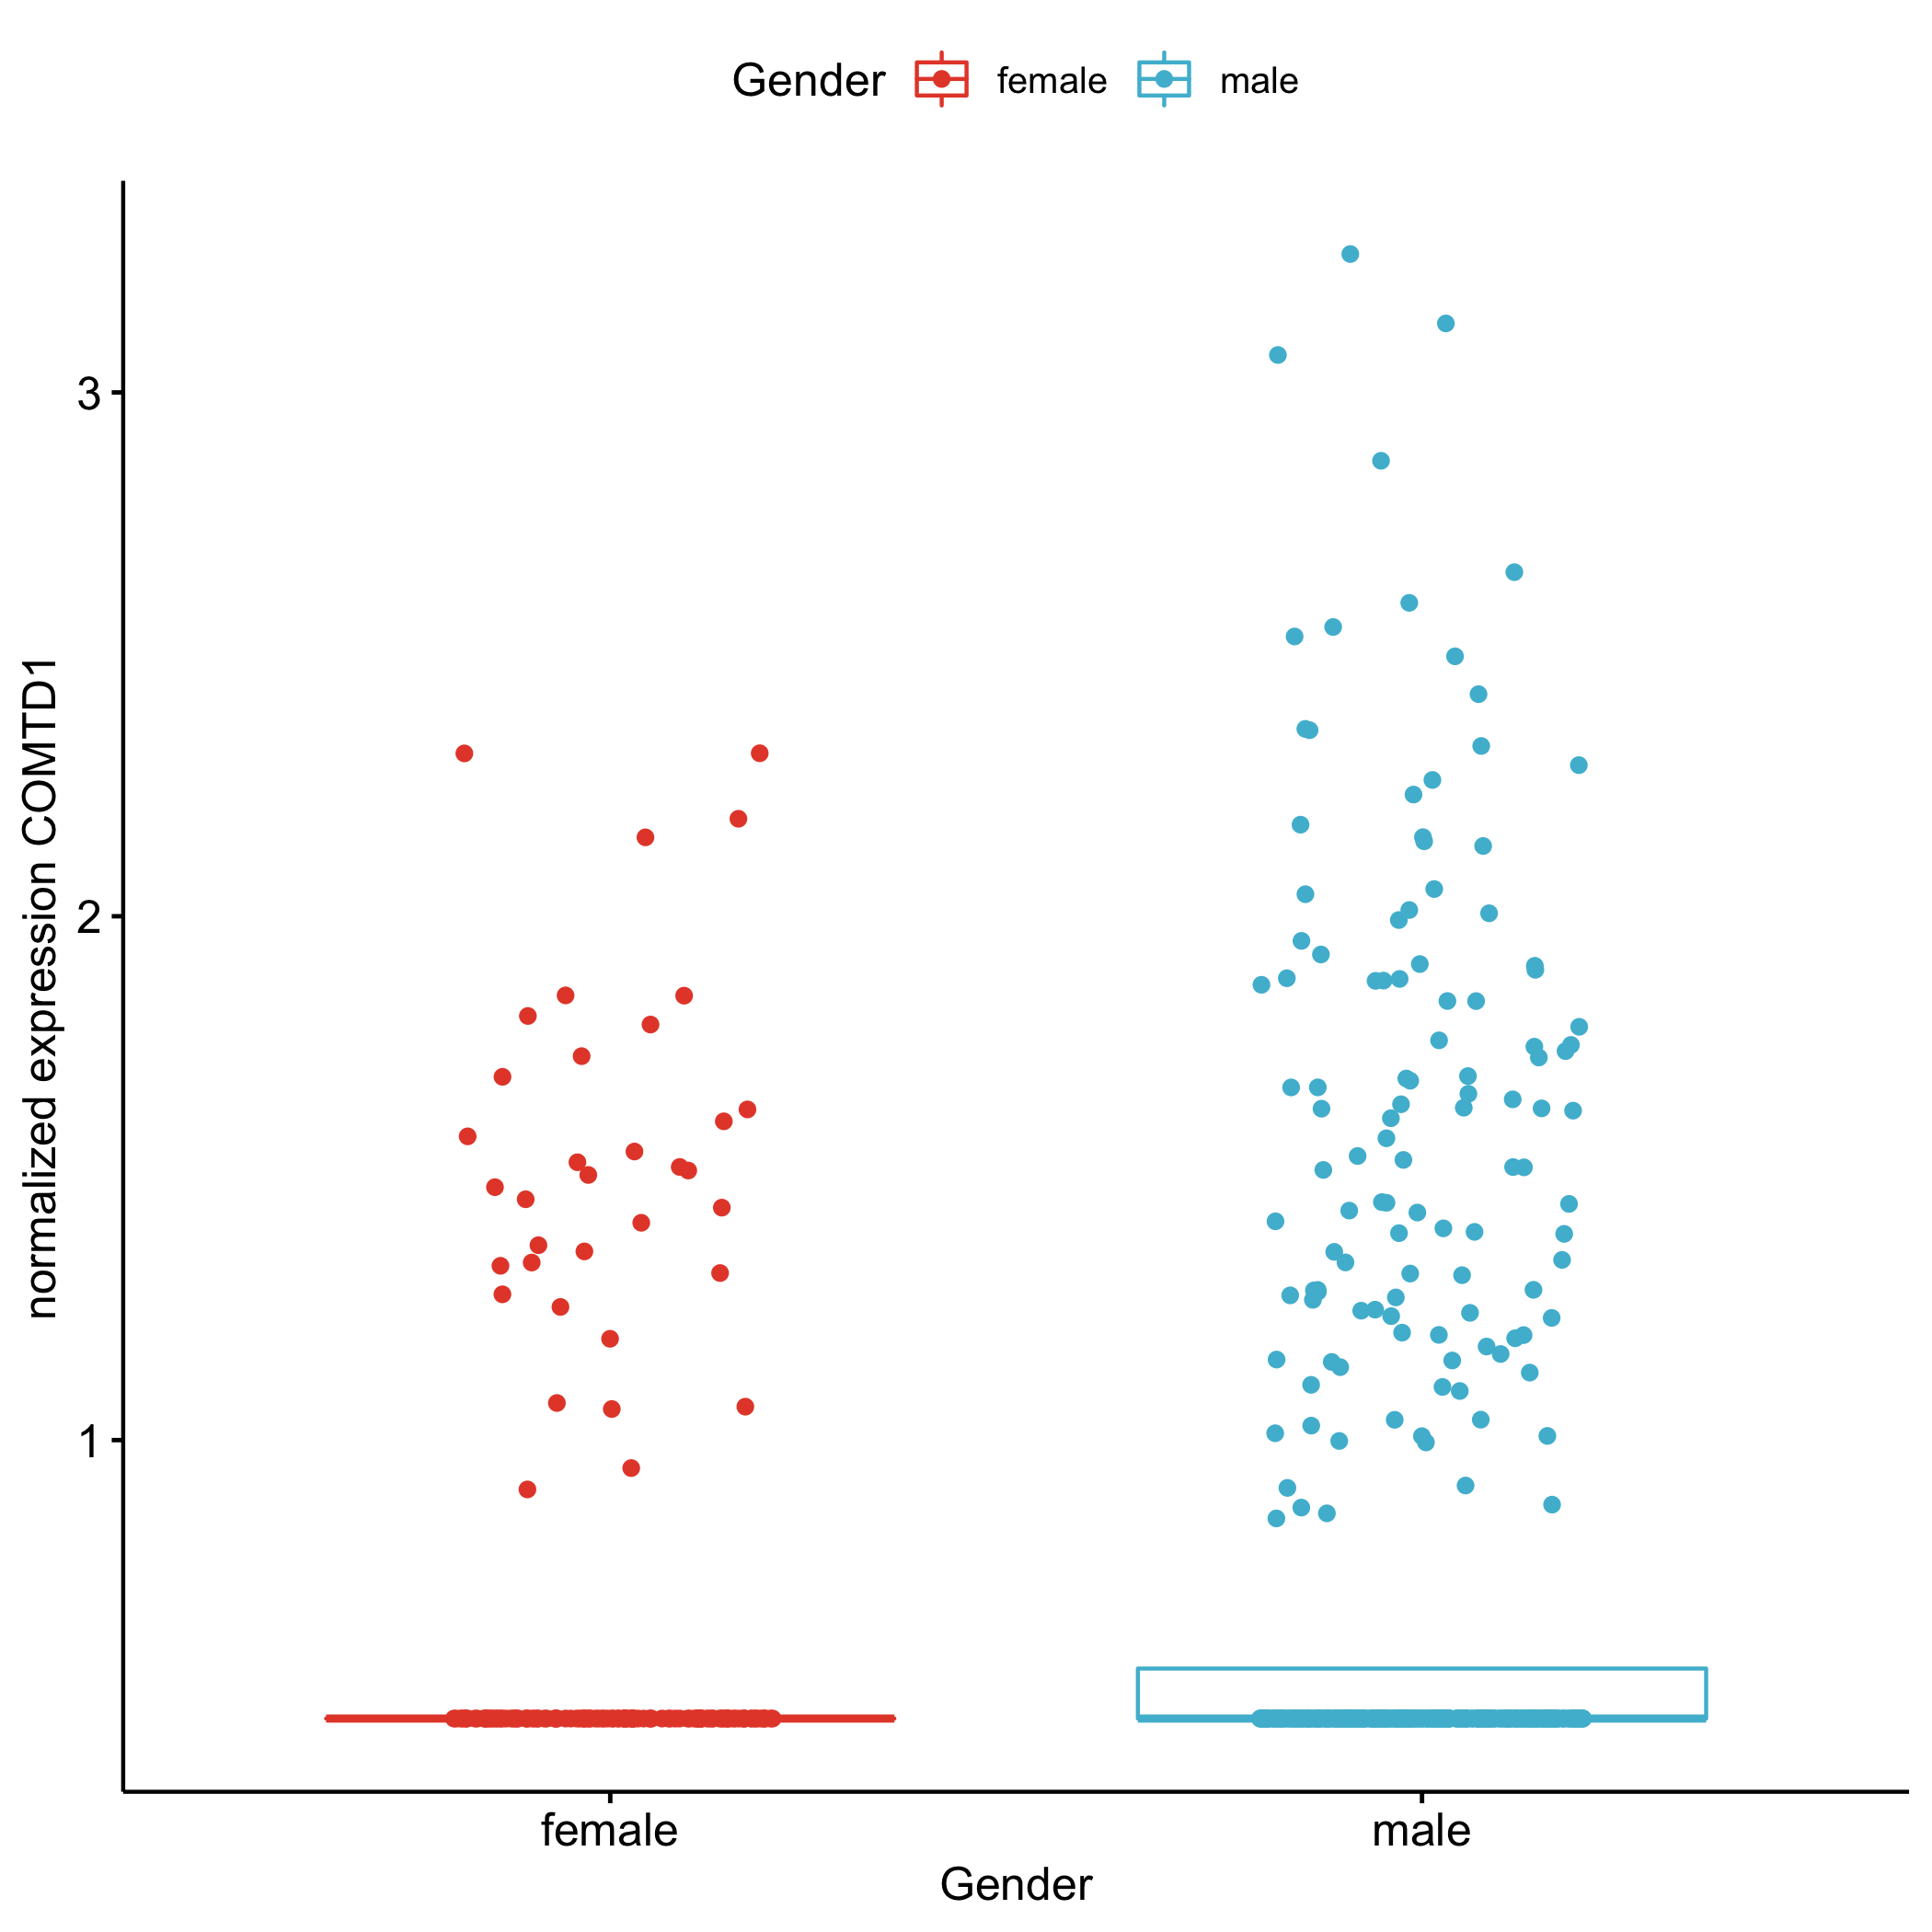 Gender female male
normalized expression COMTD1
3
2
1
female male
Gender